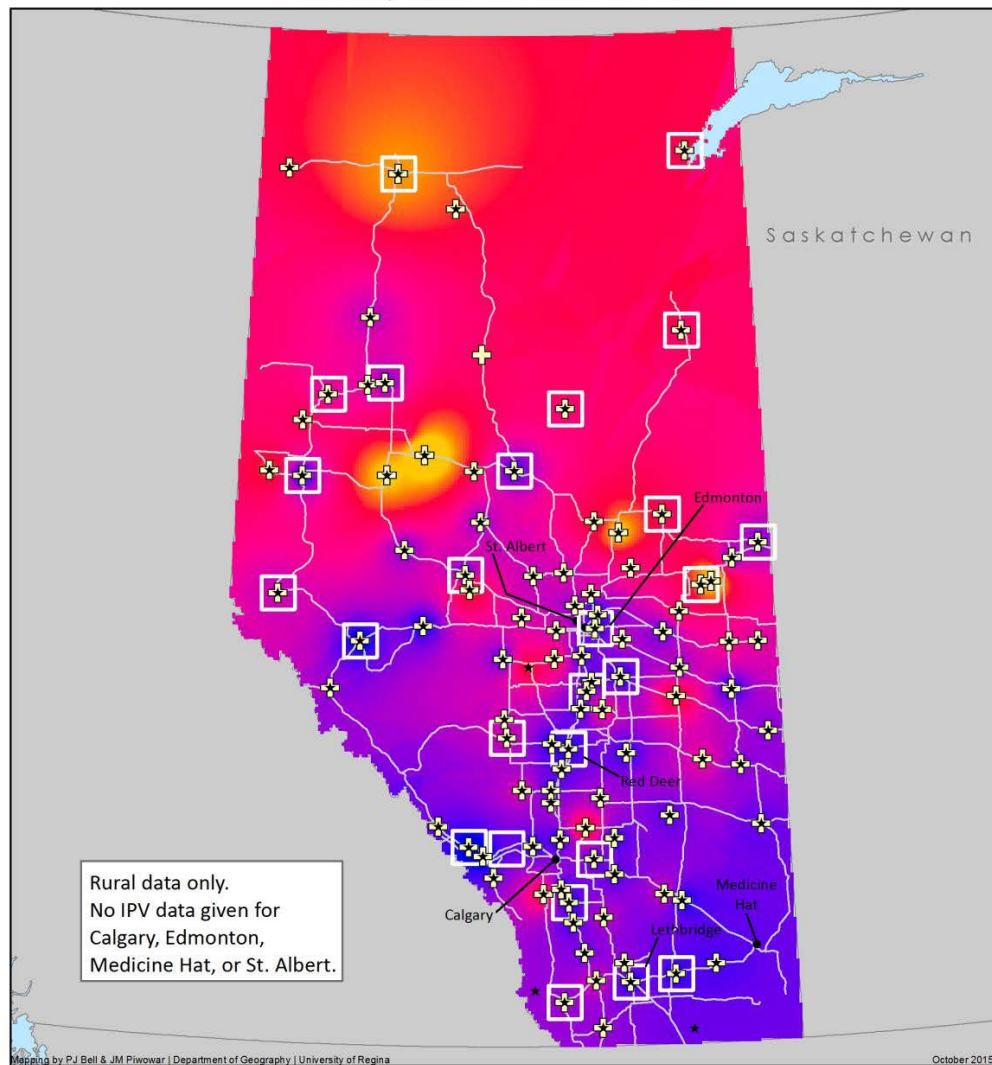 Saskatchewan
Edmonton
St. Albert
Red Deer
Calgary
Medicine
Hat
Lethbridge
Rural data only.
No IPV data given for
Calgary, Edmonton,
Medicine Hat, or St. Albert.
Mapping by PJ Bell & JM Piwowar | Department of Geography | University of Regina
October 2015